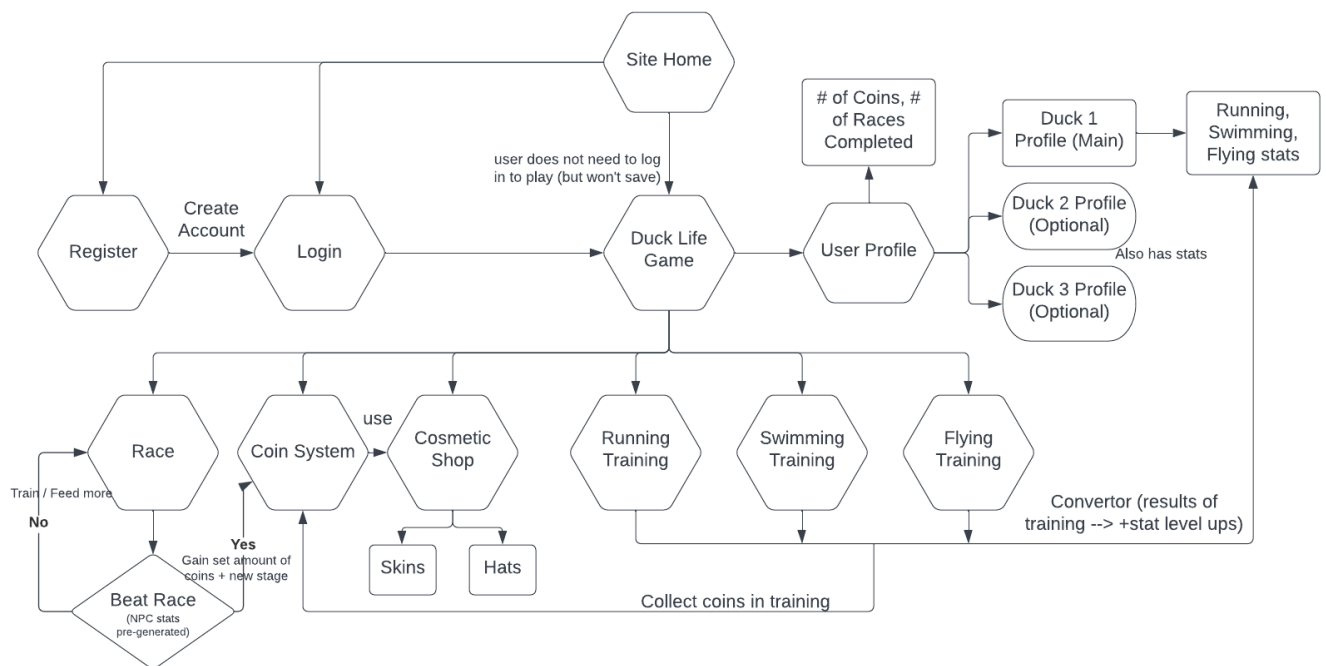 Site Home
# of Coins, #
of Races
Completed
Duck 1
Profile (Main)
Running,
Swimming,
Flying stats
user does not need to log
in to play (but won't save)
Register
Create
Account
Login
Duck Life
Game
User Profile
Duck 2 Profile
(Optional)
Also has stats
Duck 3 Profile
(Optional)
Race
Coin System
use
Cosmetic
Shop
Running
Training
Swimming
Training
Flying
Training
Train / Feed more
No
Yes
Gain set amount of
coins + new stage
Skins
Hats
Convertor (results of
training --> +stat level ups)
Beat Race
(NPC stats
pre-generated)
Collect coins in training